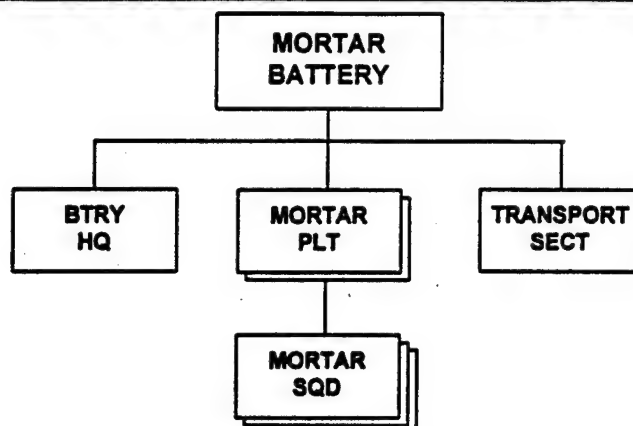 MORTAR
BATTERY
BTRY
HQ
MORTAR
PLT
TRANSPORT
SECT
MORTAR
SQD